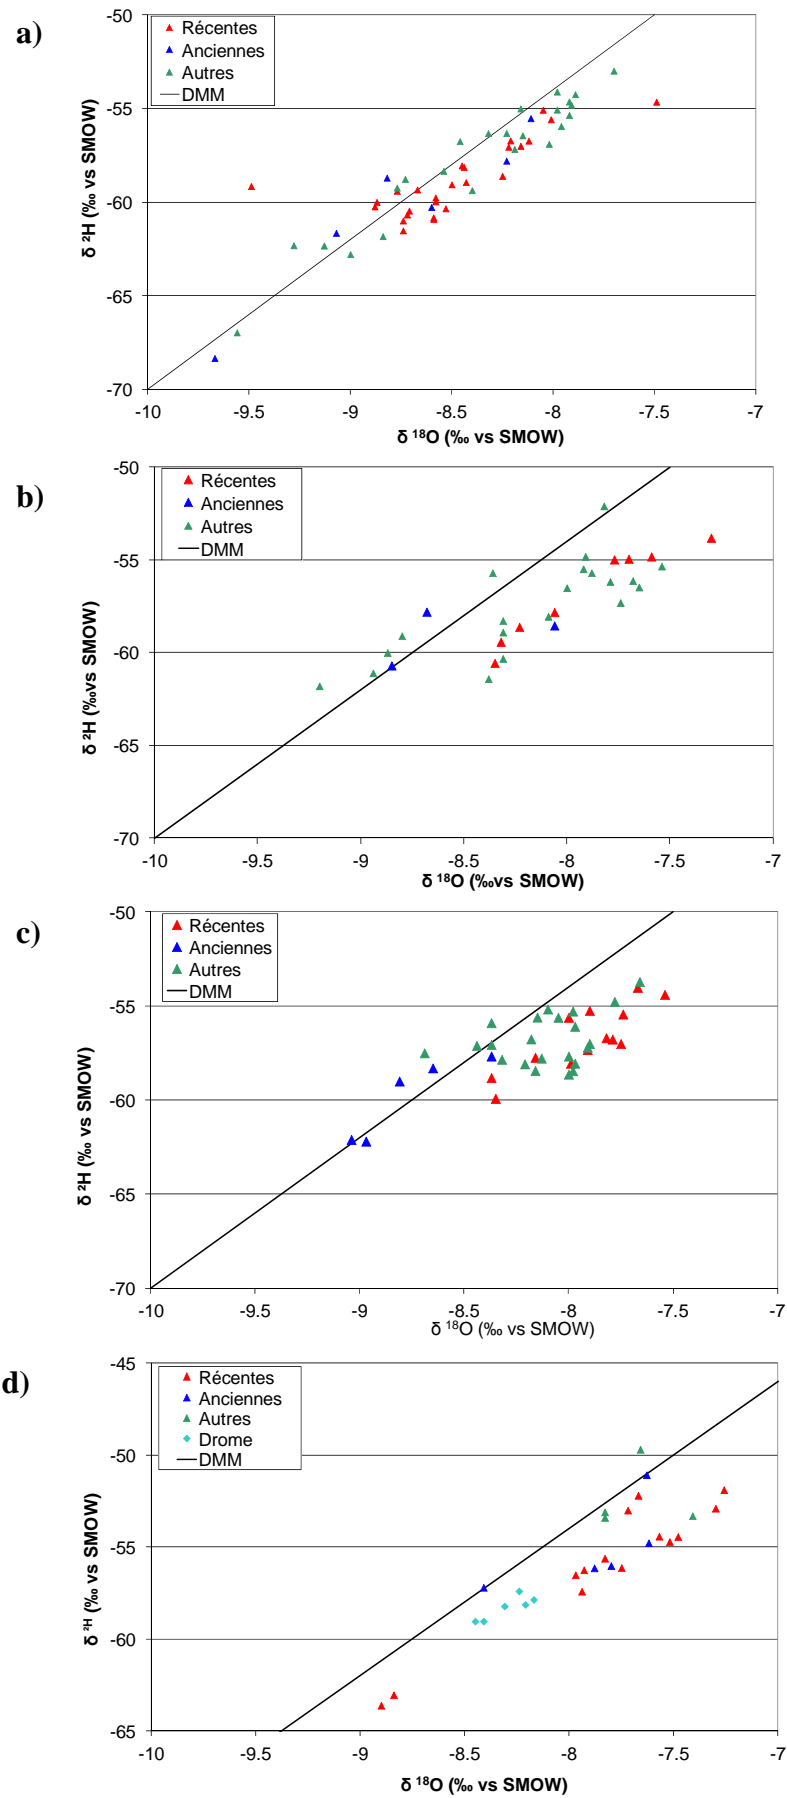 a)
Récentes
Anciennes
Autres
DMM
-50
-55
-60
-65
-70
δ ²H (‰ vs SMOW)
-10 -9.5 -9 -8.5 -8 -7.5 -7
δ ¹⁸O (‰ vs SMOW)
b)
Récentes
Anciennes
Autres
DMM
-50
-55
-60
-65
-70
δ ²H (‰vs SMOW)
-10 -9.5 -9 -8.5 -8 -7.5 -7
δ ¹⁸O (‰vs SMOW)
c)
Récentes
Anciennes
Autres
DMM
-50
-55
-60
-65
-70
δ ²H (‰ vs SMOW)
-10 -9.5 -9 -8.5 -8 -7.5 -7
δ ¹⁸O (‰ vs SMOW)
d)
Récentes
Anciennes
Autres
Drome
DMM
-45
-50
-55
-60
-65
δ ²H (‰ vs SMOW)
-10 -9.5 -9 -8.5 -8 -7.5 -7
δ ¹⁸O (‰ vs SMOW)